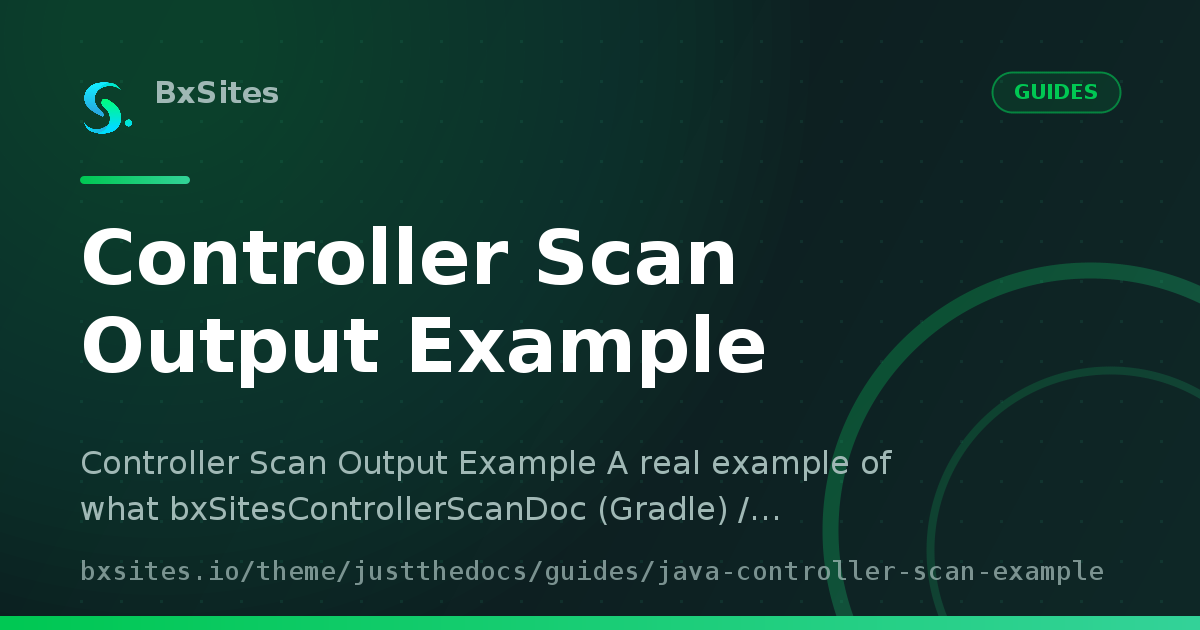 BxSites
GUIDES
Controller Scan
Output Example
Controller Scan Output Example A real example of
what bxSitesControllerScanDoc (Gradle) /...
bxsites.io/theme/justthedocs/guides/java-controller-scan-example